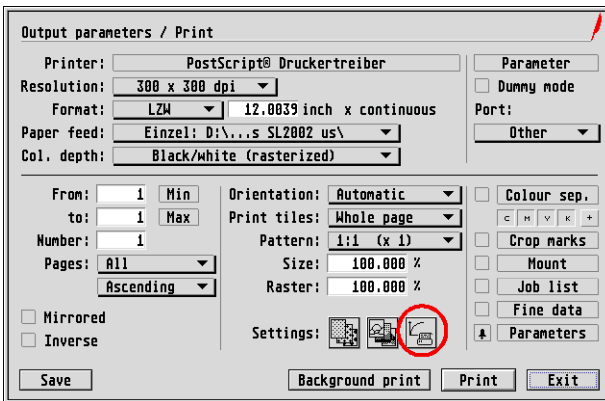 Output parameters / Print
Printer: PostScript® Druckertreiber Parameter
Resolution: 300 x 300 dpi Dummy mode
Format: LZW 12.0039 inch x continuous Port:
Paper feed: Einzel: D:\...s SL2002 us\ Other
Col. depth: Black/white (rasterized)
From: 1 Min Orientation: Automatic Colour sep.
to: 1 Max Print tiles: Whole page C M Y K +
Number: 1 Pattern: 1:1 (x 1) Crop marks
Pages: All Size: 100.000 % Mount
Ascending Raster: 100.000 % Job list
Mirrored Fine data
Inverse Settings: Parameters
Save Background print Print Exit